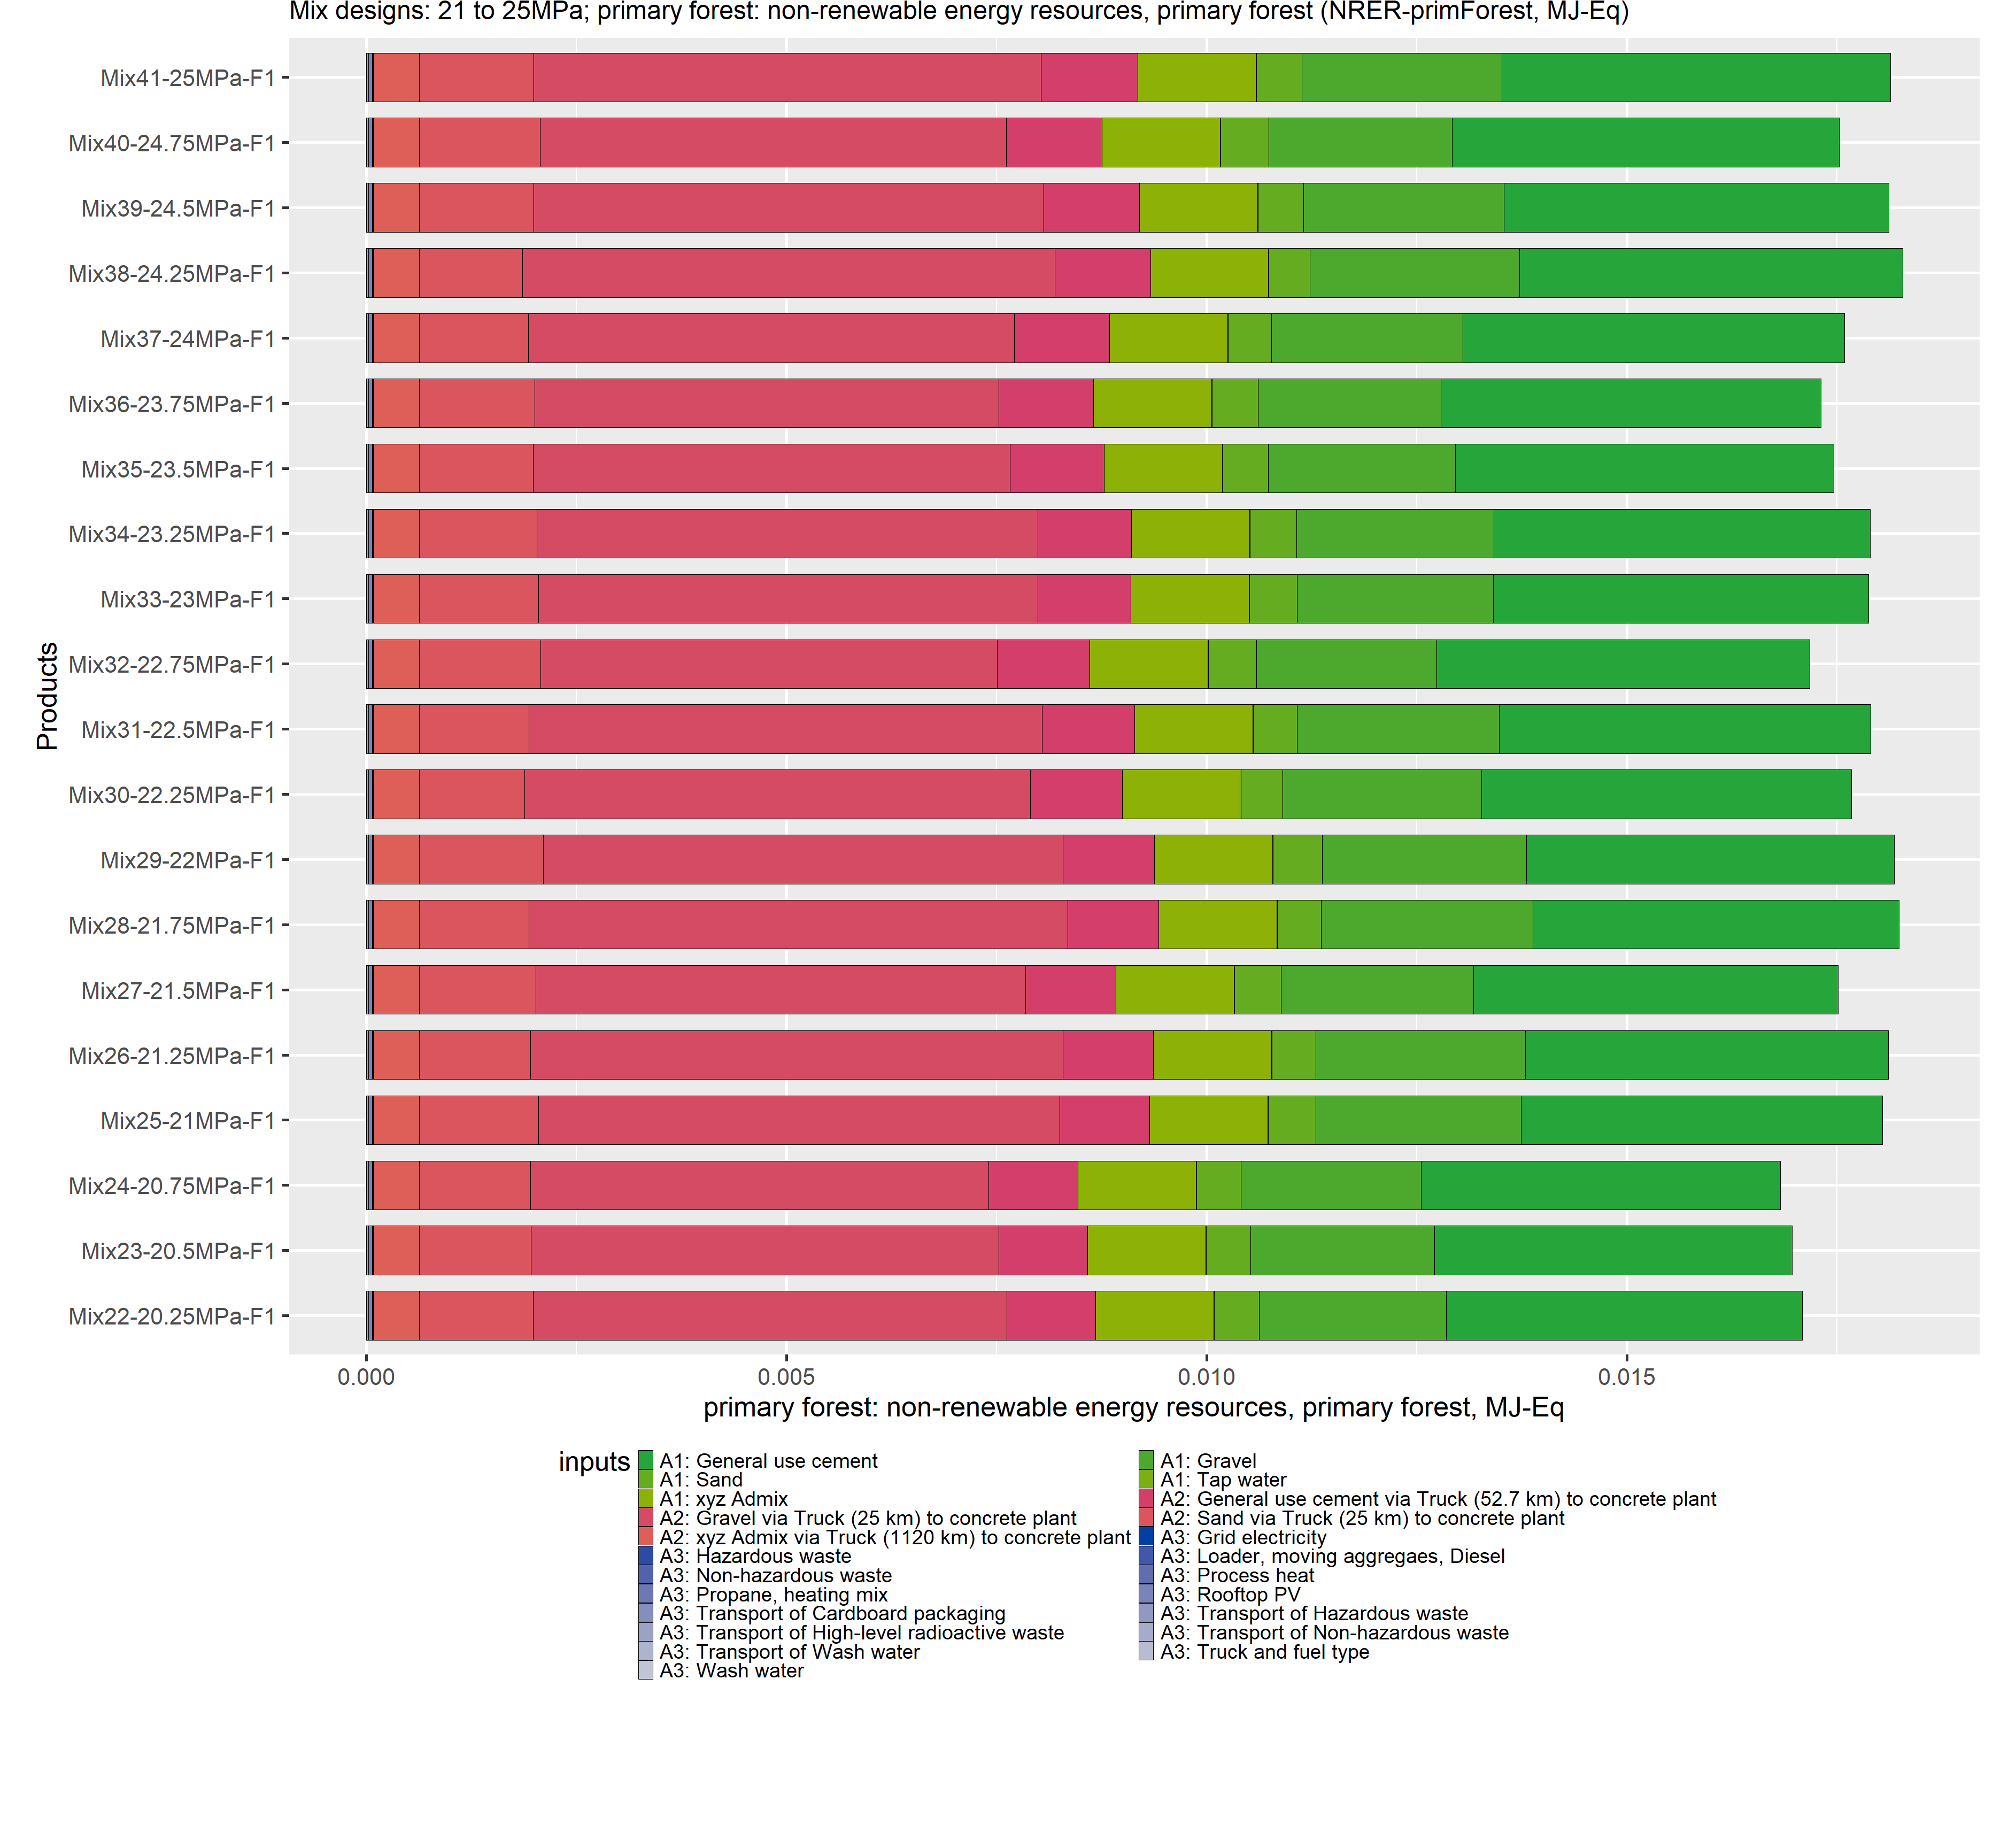 Mix designs: 21 to 25MPa; primary forest: non-renewable energy resources, primary forest (NRER-primForest, MJ-Eq)
Mix41-25MPa-F1
Mix40-24.75MPa-F1
Mix39-24.5MPa-F1
Mix38-24.25MPa-F1
Mix37-24MPa-F1
Mix36-23.75MPa-F1
Mix35-23.5MPa-F1
Mix34-23.25MPa-F1
Mix33-23MPa-F1
Mix32-22.75MPa-F1
Mix31-22.5MPa-F1
Mix30-22.25MPa-F1
Mix29-22MPa-F1
Mix28-21.75MPa-F1
Mix27-21.5MPa-F1
Mix26-21.25MPa-F1
Mix25-21MPa-F1
Mix24-20.75MPa-F1
Mix23-20.5MPa-F1
Mix22-20.25MPa-F1
Products
0.000 0.005 0.010 0.015
primary forest: non-renewable energy resources, primary forest, MJ-Eq
inputs
A1: General use cement A1: Gravel
A1: Sand A1: Tap water
A1: xyz Admix A2: General use cement via Truck (52.7 km) to concrete plant
A2: Gravel via Truck (25 km) to concrete plant A2: Sand via Truck (25 km) to concrete plant
A2: xyz Admix via Truck (1120 km) to concrete plant A3: Grid electricity
A3: Hazardous waste A3: Loader, moving aggregaes, Diesel
A3: Non-hazardous waste A3: Process heat
A3: Propane, heating mix A3: Rooftop PV
A3: Transport of Cardboard packaging A3: Transport of Hazardous waste
A3: Transport of High-level radioactive waste A3: Transport of Non-hazardous waste
A3: Transport of Wash water A3: Truck and fuel type
A3: Wash water